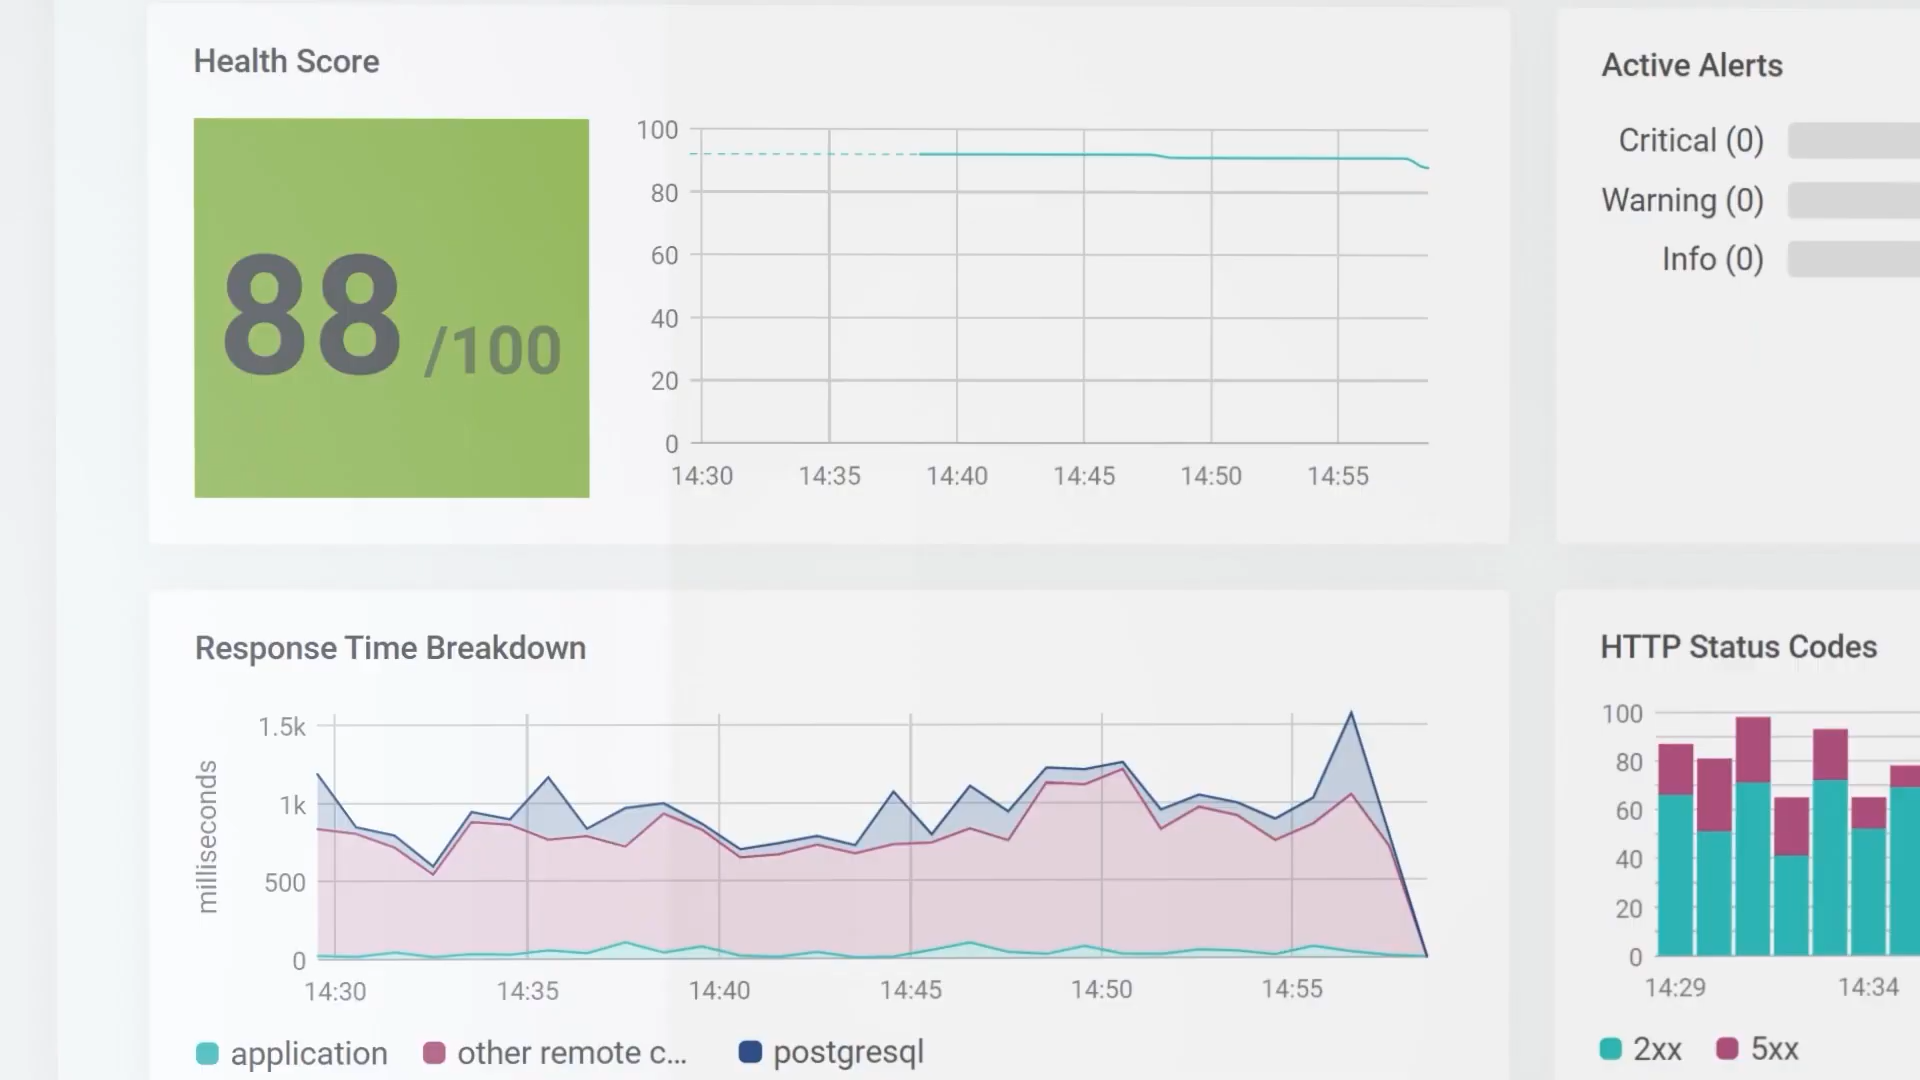 Health Score
88 /100
100
80
60
40
20
0
14:30 14:35 14:40 14:45 14:50 14:55
Active Alerts
Critical (0)
Warning (0)
Info (0)
Response Time Breakdown
milliseconds
1.5k
1k
500
0
14:30 14:35 14:40 14:45 14:50 14:55
application other remote c... postgresql
HTTP Status Codes
100
80
60
40
20
0
14:29 14:34
2xx 5xx